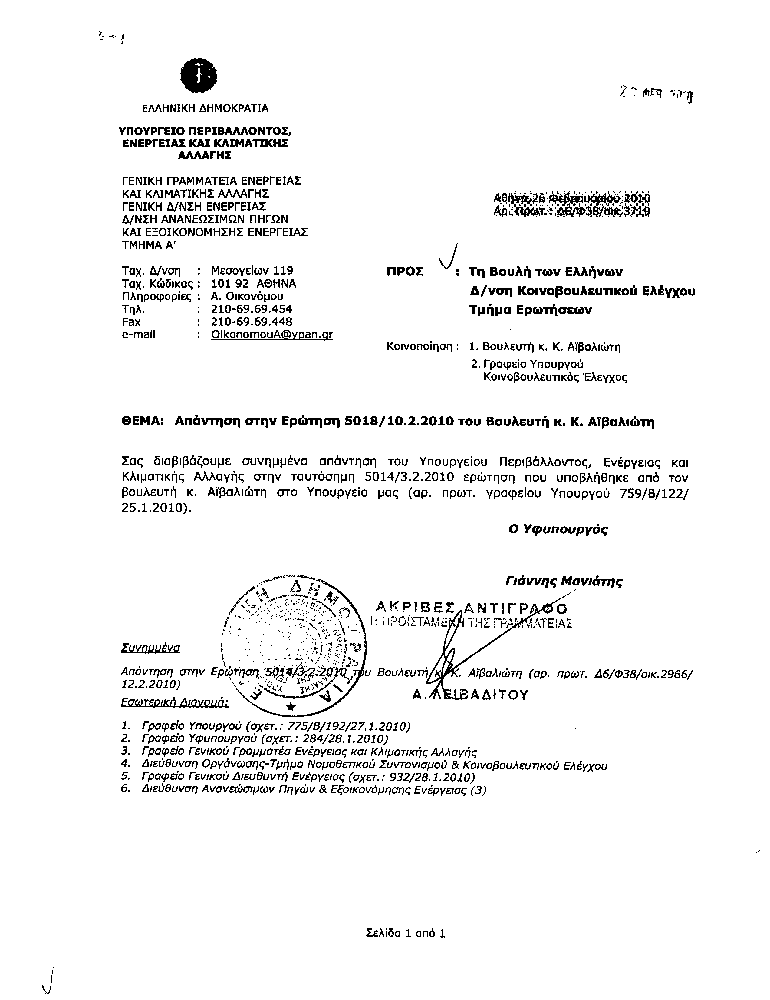 ΕΛΛΗΝΙΚΗ ΔΗΜΟΚΡΑΤΙΑ
ΥΠΟΥΡΓΕΙΟ ΠΕΡΙΒΑΛΛΟΝΤΟΣ,
ΕΝΕΡΓΕΙΑΣ ΚΑΙ ΚΛΙΜΑΤΙΚΗΣ
ΑΛΛΑΓΗΣ
ΓΕΝΙΚΗ ΓΡΑΜΜΑΤΕΙΑ ΕΝΕΡΓΕΙΑΣ
ΚΑΙ ΚΛΙΜΑΤΙΚΗΣ ΑΛΛΑΓΗΣ
ΓΕΝΙΚΗ Δ/ΝΣΗ ΕΝΕΡΓΕΙΑΣ
Δ/ΝΣΗ ΑΝΑΝΕΩΣΙΜΩΝ ΠΗΓΩΝ
ΚΑΙ ΕΞΟΙΚΟΝΟΜΗΣΗΣ ΕΝΕΡΓΕΙΑΣ
ΤΜΗΜΑ Α’
Ταχ. Δ/νση : Μεσογείων 119
Ταχ. Κώδικας : 101 92 ΑΘΗΝΑ
Πληροφορίες : Α. Οικονόμου
Τηλ. : 210-69.69.454
Fax : 210-69.69.448
e-mail : OikonomouA@ypan.gr
ΦΕΒ 2010
Αθήνα,26 Φεβρουαρίου 2010
Αρ. Πρωτ.: Δ6/Φ38/οικ.3719
ΠΡΟΣ : Τη Βουλή των Ελλήνων
Δ/νση Κοινοβουλευτικού Ελέγχου
Τμήμα Ερωτήσεων
Κοινοποίηση : 1. Βουλευτή κ. Κ. Αϊβαλιώτη
2. Γραφείο Υπουργού
Κοινοβουλευτικός Έλεγχος
ΘΕΜΑ: Απάντηση στην Ερώτηση 5018/10.2.2010 του Βουλευτή κ. Κ. Αϊβαλιώτη
Σας διαβιβάζουμε συνημμένα απάντηση του Υπουργείου Περιβάλλοντος, Ενέργειας και
Κλιματικής Αλλαγής στην ταυτόσημη 5014/3.2.2010 ερώτηση που υποβλήθηκε από τον
βουλευτή κ. Αϊβαλιώτη στο Υπουργείο μας (αρ. πρωτ. γραφείου Υπουργού 759/Β/122/
25.1.2010).
Ο Υφυπουργός
Γιάννης Μανιάτης
ΑΚΡΙΒΕΣ ΑΝΤΙΓΡΑΦΟ
Η ΠΡΟΪΣΤΑΜΕΝΗ ΤΗΣ ΓΡΑΜΜΑΤΕΙΑΣ
Συνημμένα
Απάντηση στην Ερώτηση 5014/3.2.2010 του Βουλευτή κ. Κ. Αϊβαλιώτη (αρ. πρωτ. Δ6/Φ38/οικ.2966/
12.2.2010)
Α. ΛΕΙΒΑΔΙΤΟΥ
Εσωτερική Διανομή:
1. Γραφείο Υπουργού (σχετ.: 775/Β/192/27.1.2010)
2. Γραφείο Υφυπουργού (σχετ.: 284/28.1.2010)
3. Γραφείο Γενικού Γραμματέα Ενέργειας και Κλιματικής Αλλαγής
4. Διεύθυνση Οργάνωσης-Τμήμα Νομοθετικού Συντονισμού & Κοινοβουλευτικού Ελέγχου
5. Γραφείο Γενικού Διευθυντή Ενέργειας (σχετ.: 932/28.1.2010)
6. Διεύθυνση Ανανεώσιμων Πηγών & Εξοικονόμησης Ενέργειας (3)
Σελίδα 1 από 1